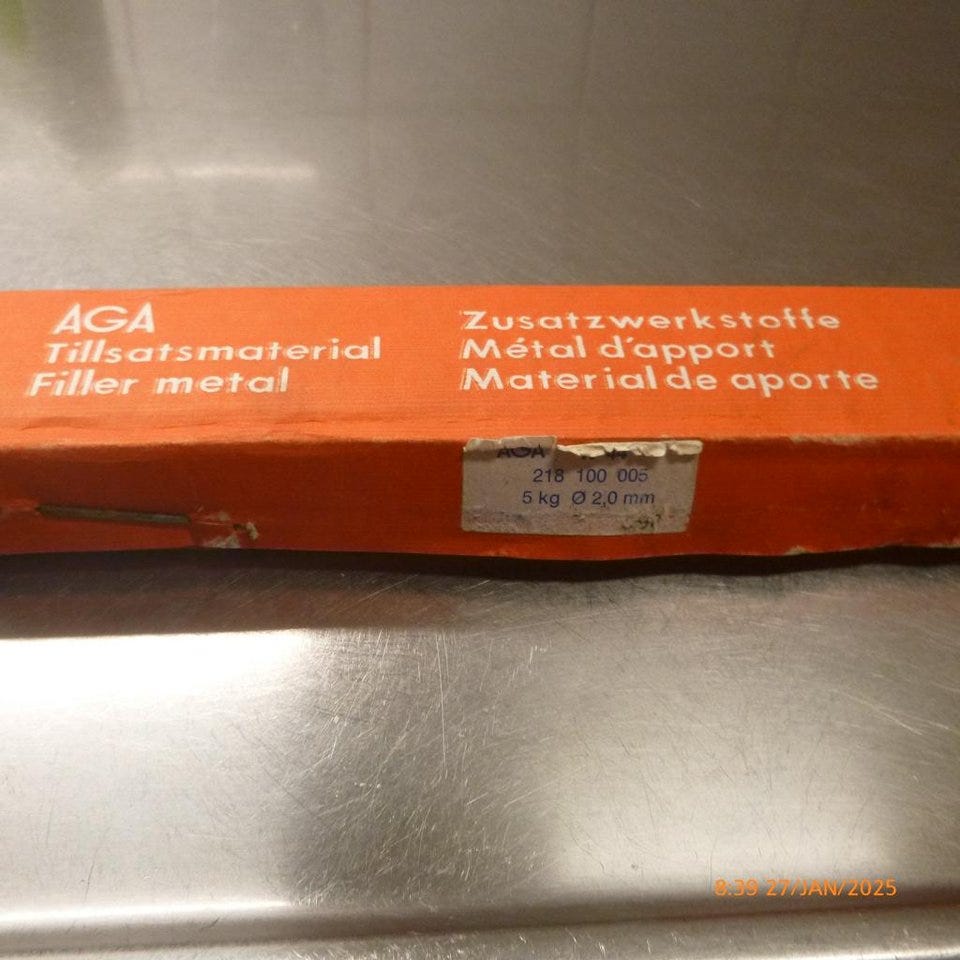 AGA
Tillsatsmaterial
Filler metal
Zusatzwerkstoffe
Métal d'apport
Material de aporte
AGA
218 100 005
5 kg Ø 2,0 mm
8:39 27/JAN/2025